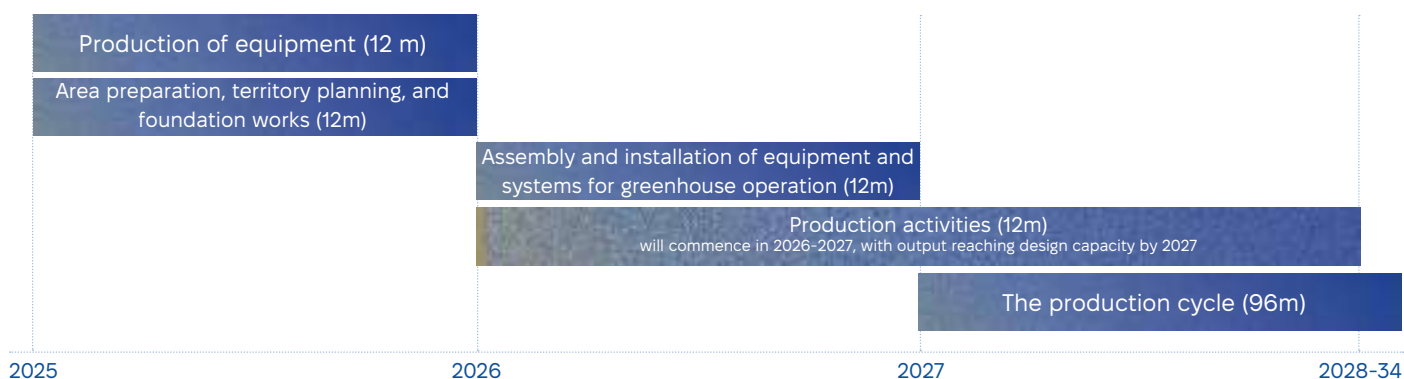 Production of equipment (12 m)
Area preparation, territory planning, and
foundation works (12m)
Assembly and installation of equipment and
systems for greenhouse operation (12m)
Production activities (12m)
will commence in 2026-2027, with output reaching design capacity by 2027
The production cycle (96m)
2025
2026
2027
2028-34